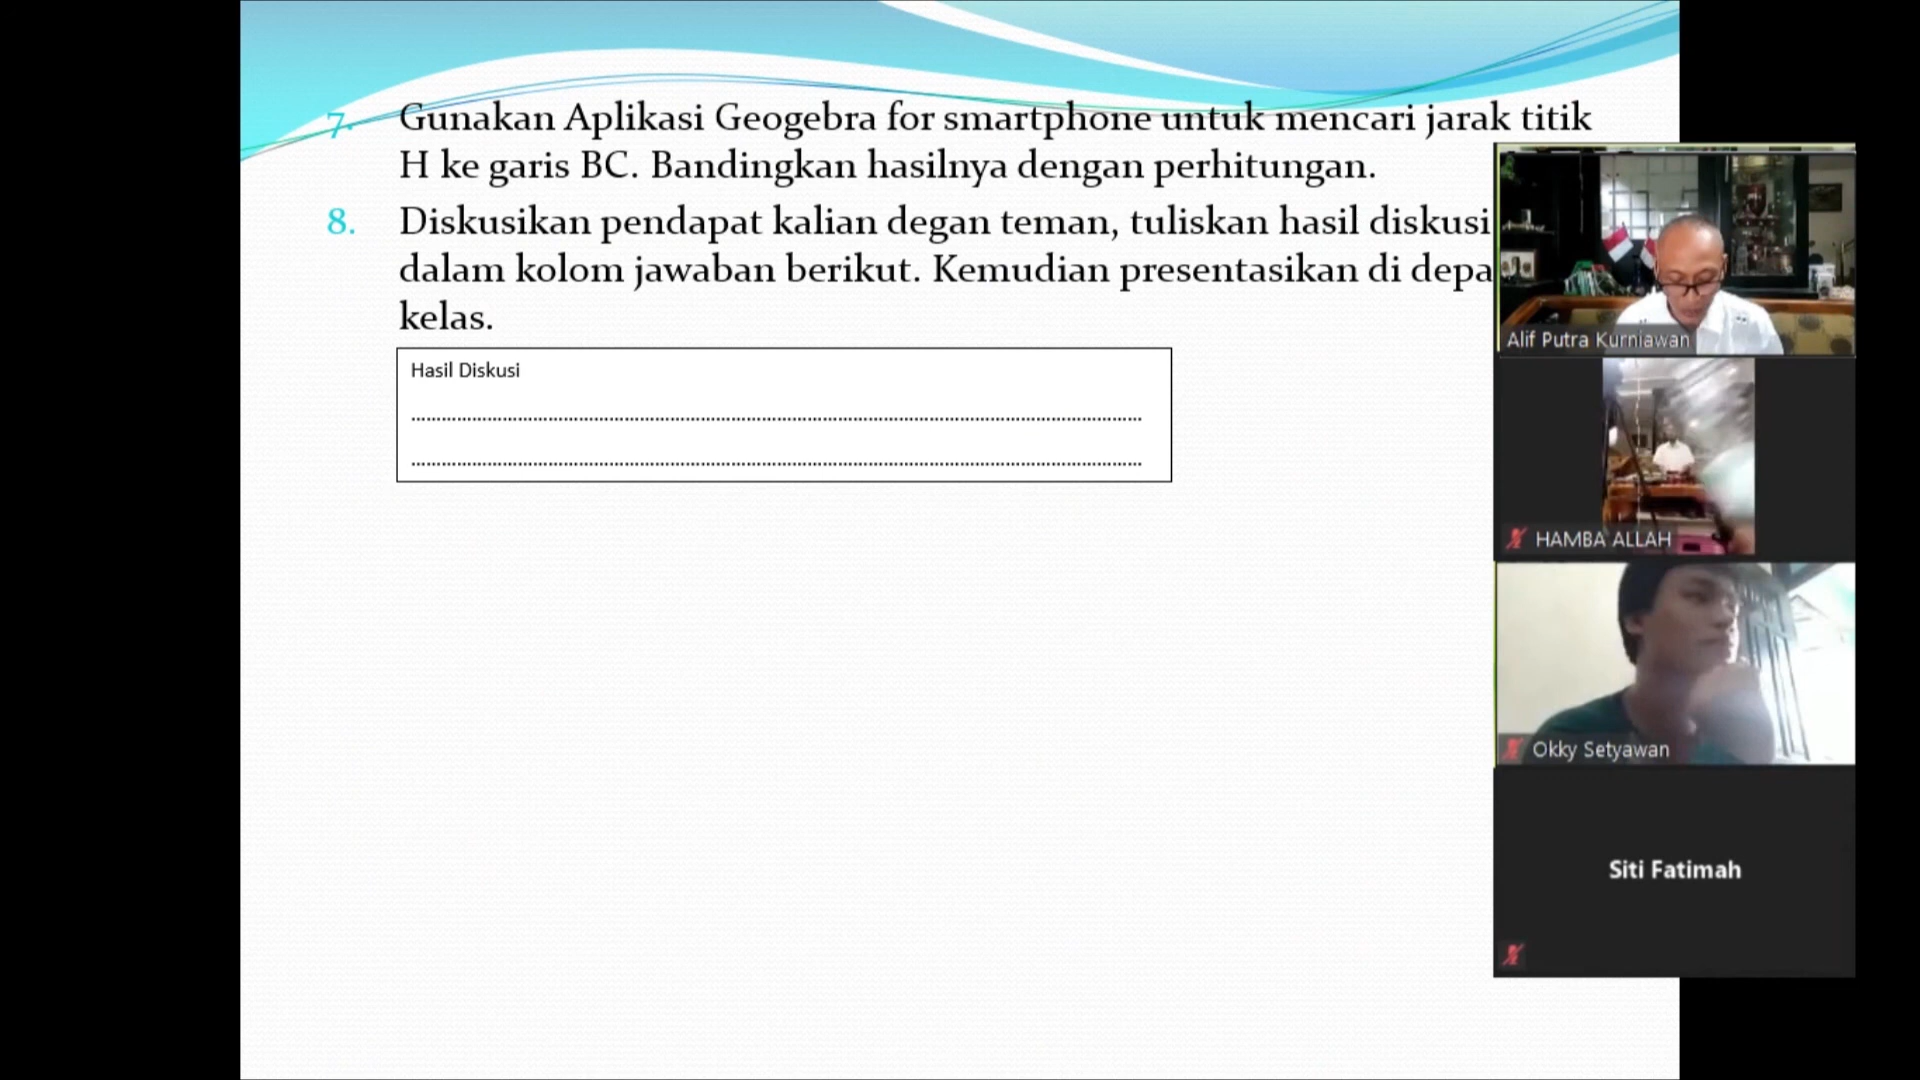 7. Gunakan Aplikasi Geogebra for smartphone untuk mencari jarak titik
H ke garis BC. Bandingkan hasilnya dengan perhitungan.
8. Diskusikan pendapat kalian degan teman, tuliskan hasil diskusi
dalam kolom jawaban berikut. Kemudian presentasikan di depa
kelas.
Hasil Diskusi
Alif Putra Kurniawan
HAMBA ALLAH
Okky Setyawan
Siti Fatimah